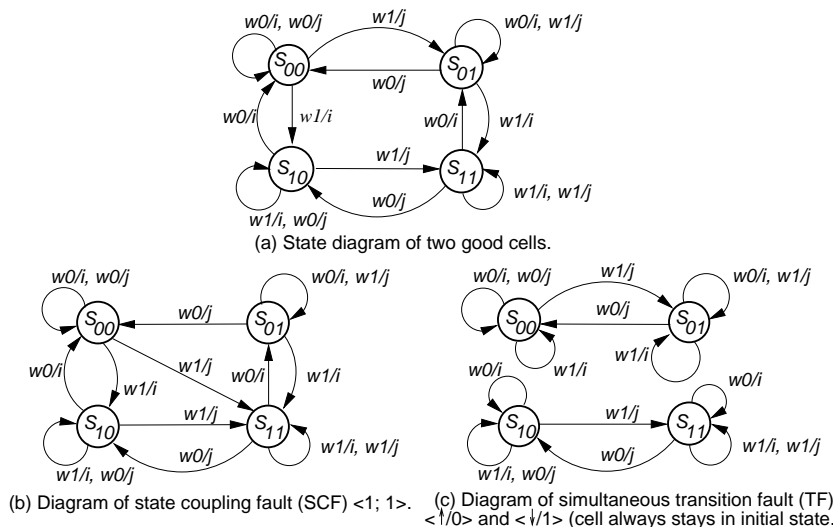 w0/i, w0/j
w1/j
w0/i, w1/j
S00
S01
w0/j
w0/i
w1/i
w0/i
w1/i
w1/j
S10
S11
w1/i, w0/j
w0/j
w1/i, w1/j
(a) State diagram of two good cells.
w0/i, w0/j
w0/i, w1/j
w0/j
S00
S01
w1/j
w0/i
w1/i
w0/i
w1/i
w1/j
S10
S11
w1/i, w0/j
w0/j
w1/i, w1/j
(b) Diagram of state coupling fault (SCF) <1; 1>.
w0/i, w0/j
w1/j
w0/i, w1/j
S00
S01
w0/j
w1/i
w1/i
w0/i
w0/i
w1/j
S10
S11
w0/j
w1/i, w0/j
w1/i, w1/j
(c) Diagram of simultaneous transition fault (TF)
<↑/0> and <↓/1> (cell always stays in initial state.